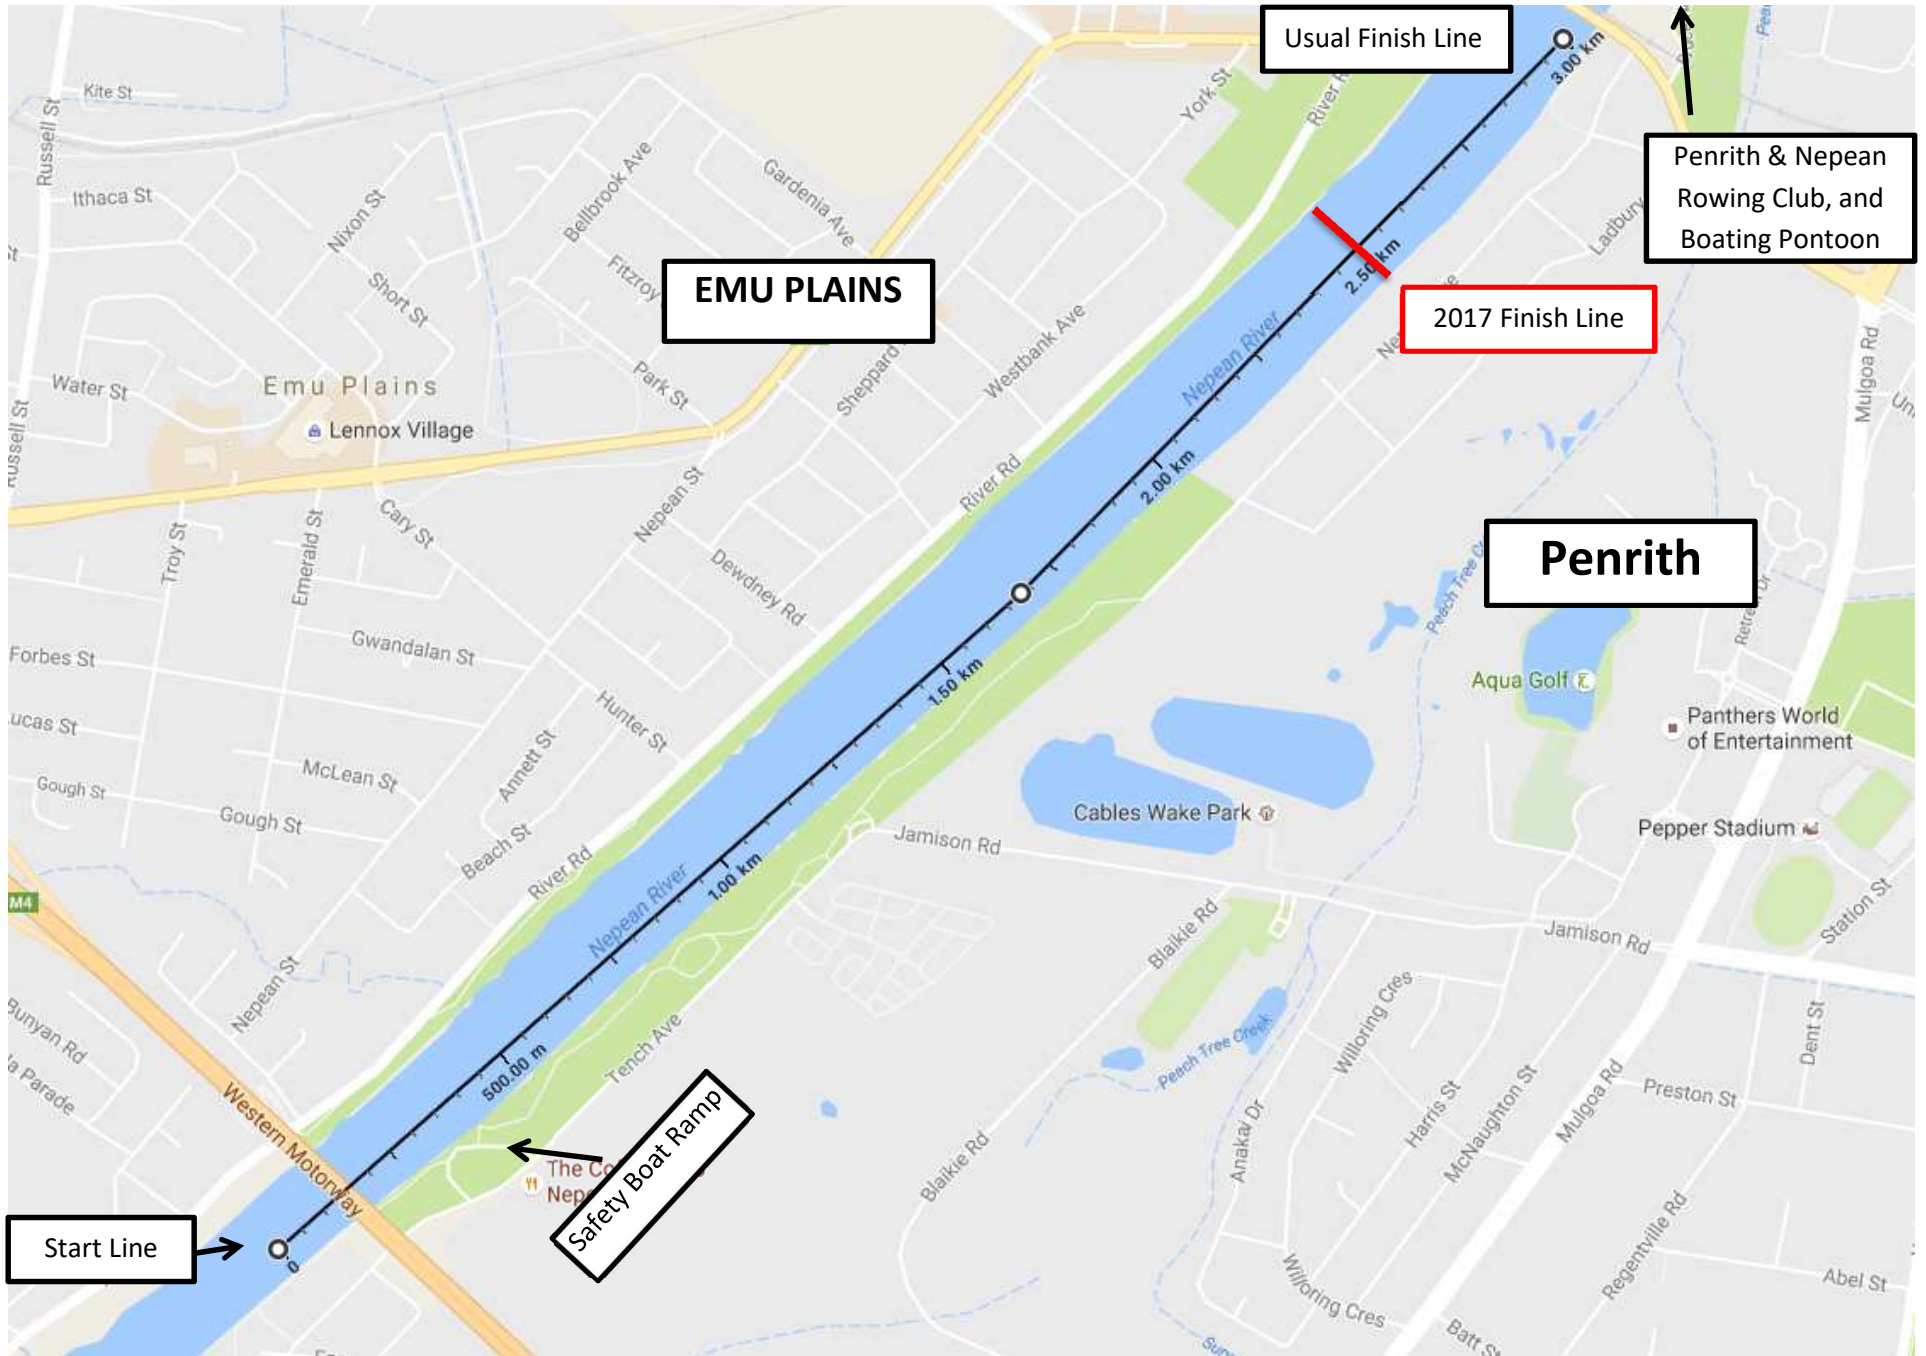 Usual Finish Line
3.00 km
Penrith & Nepean
Rowing Club, and
Boating Pontoon
Kite St
Russell St
Ithaca St
Nixon St
Bellbrook Ave
Gardenia Ave
York St
Ladbury
EMU PLAINS
Fitzroy
Short St
2.50 km
2017 Finish Line
Nepean River
Mulgoa Rd
Water St
Emu Plains
Park St
Sheppard
Westbank Ave
Lennox Village
Russell St
River Rd
2.00 km
Nepean St
Cary St
Troy St
Emerald St
Dewdney Rd
Penrith
Forbes St
Gwandalan St
1.50 km
Aqua Golf
Panthers World
of Entertainment
Hunter St
Annett St
McLean St
Gough St
Gough St
Beach St
River Rd
Cables Wake Park
Pepper Stadium
Jamison Rd
1.00 km
Nepean River
M4
Blaikie Rd
Jamison Rd
Station St
Nepean St
Bunyan Rd
Parade
Tench Ave
500.00 m
Peach Tree Creek
Willoring Cres
Dent St
Preston St
Western Motorway
Safety Boat Ramp
The
Blaikie Rd
Anakai Dr
Harris St
McNaughton St
Mulgoa Rd
Regentville Rd
Start Line
0
Willoring Cres
Abel St
Batt St